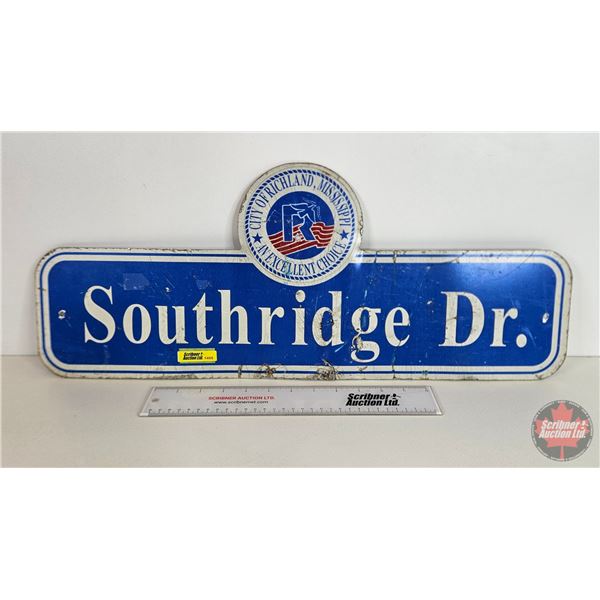 CITY OF RICHLAND, MISSISSIPPI
R
AN EXCELLENT CHOICE
Southridge Dr.
Scribner
Auction Ltd.
SCRIBNER AUCTION LTD.
www.scribnernet.com
Scribner
Auction Ltd.
Scribner
Auction Ltd.